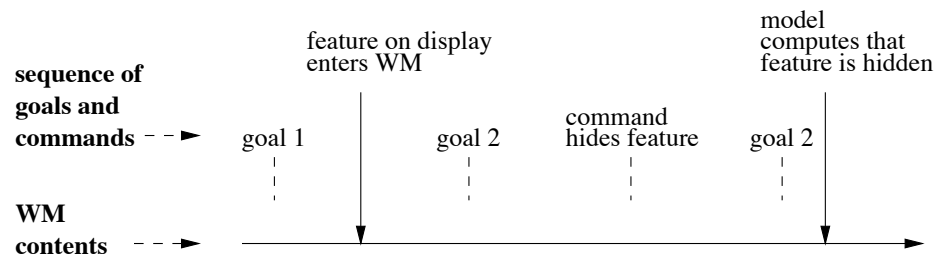 model
feature on display
computes that
enters WM
feature is hidden
sequence of
goals and
command
commands
goal 1
goal 2
hides feature
goal 2
WM
contents